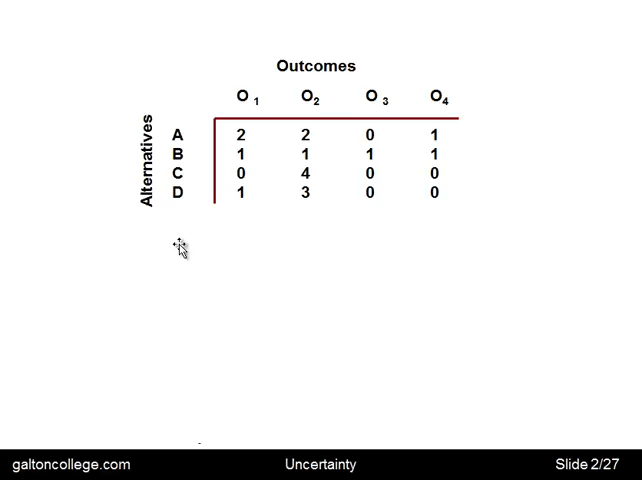 Outcomes
O 1 O2 O 3 O4
Alternatives
A 2 2 0 1
B 1 1 1 1
C 0 4 0 0
D 1 3 0 0
galtoncollege.com Uncertainty Slide 2/27